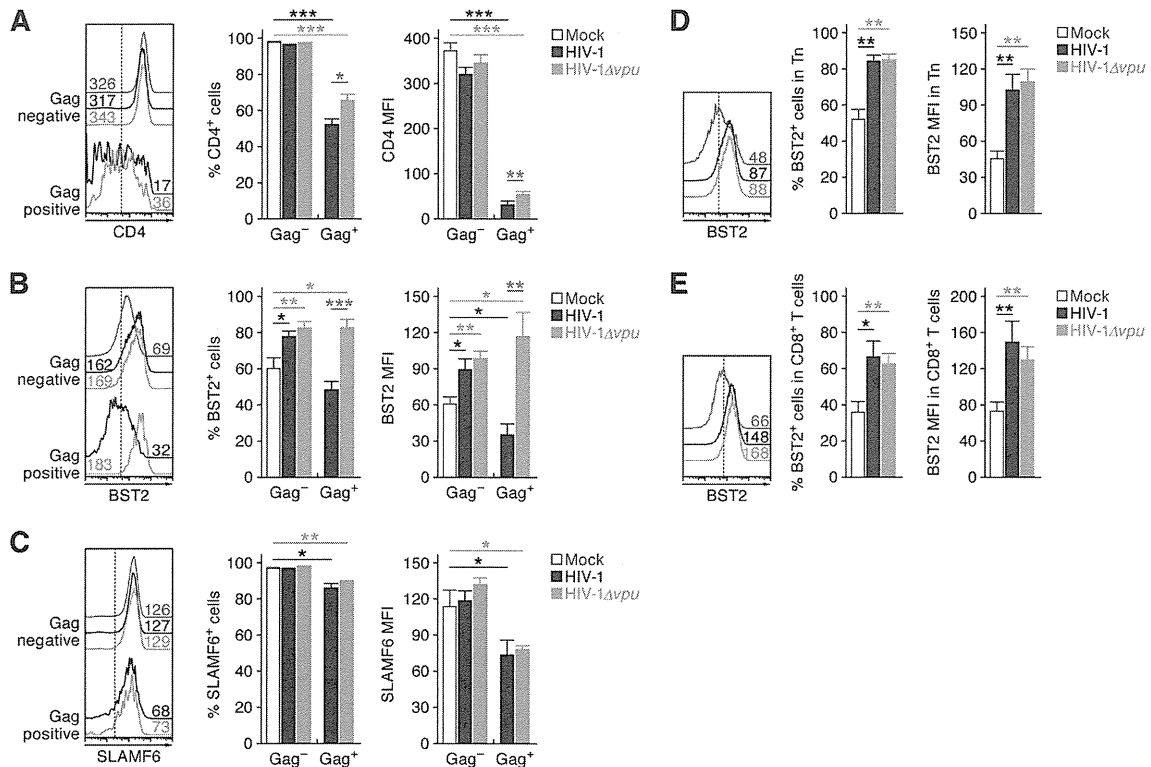 A
Gag negative
326
317
343
Gag positive
17
36
CD4
% CD4⁺ cells
100
80
60
40
20
0
***
***
*
Gag⁻ Gag⁺
CD4 MFI
400
300
200
100
0
***
***
**
Gag⁻ Gag⁺
Mock
HIV-1
HIV-1Δvpu
B
Gag negative
69
162
169
Gag positive
32
183
BST2
% BST2⁺ cells
100
80
60
40
20
0
*
**
***
*
Gag⁻ Gag⁺
BST2 MFI
150
120
90
60
30
0
**
*
*
**
*
Gag⁻ Gag⁺
Mock
HIV-1
HIV-1Δvpu
C
Gag negative
126
127
129
Gag positive
68
73
SLAMF6
% SLAMF6⁺ cells
100
80
60
40
20
0
**
*
Gag⁻ Gag⁺
SLAMF6 MFI
150
120
90
60
30
0
*
*
Gag⁻ Gag⁺
Mock
HIV-1
HIV-1Δvpu
D
48
87
88
BST2
% BST2⁺ cells in Tn
100
80
60
40
20
0
**
**
BST2 MFI in Tn
150
120
90
60
30
0
**
**
Mock
HIV-1
HIV-1Δvpu
E
66
148
168
BST2
% BST2⁺ cells in CD8⁺ T cells
100
80
60
40
20
0
**
*
BST2 MFI in CD8⁺ T cells
200
160
120
80
40
0
**
**
Mock
HIV-1
HIV-1Δvpu